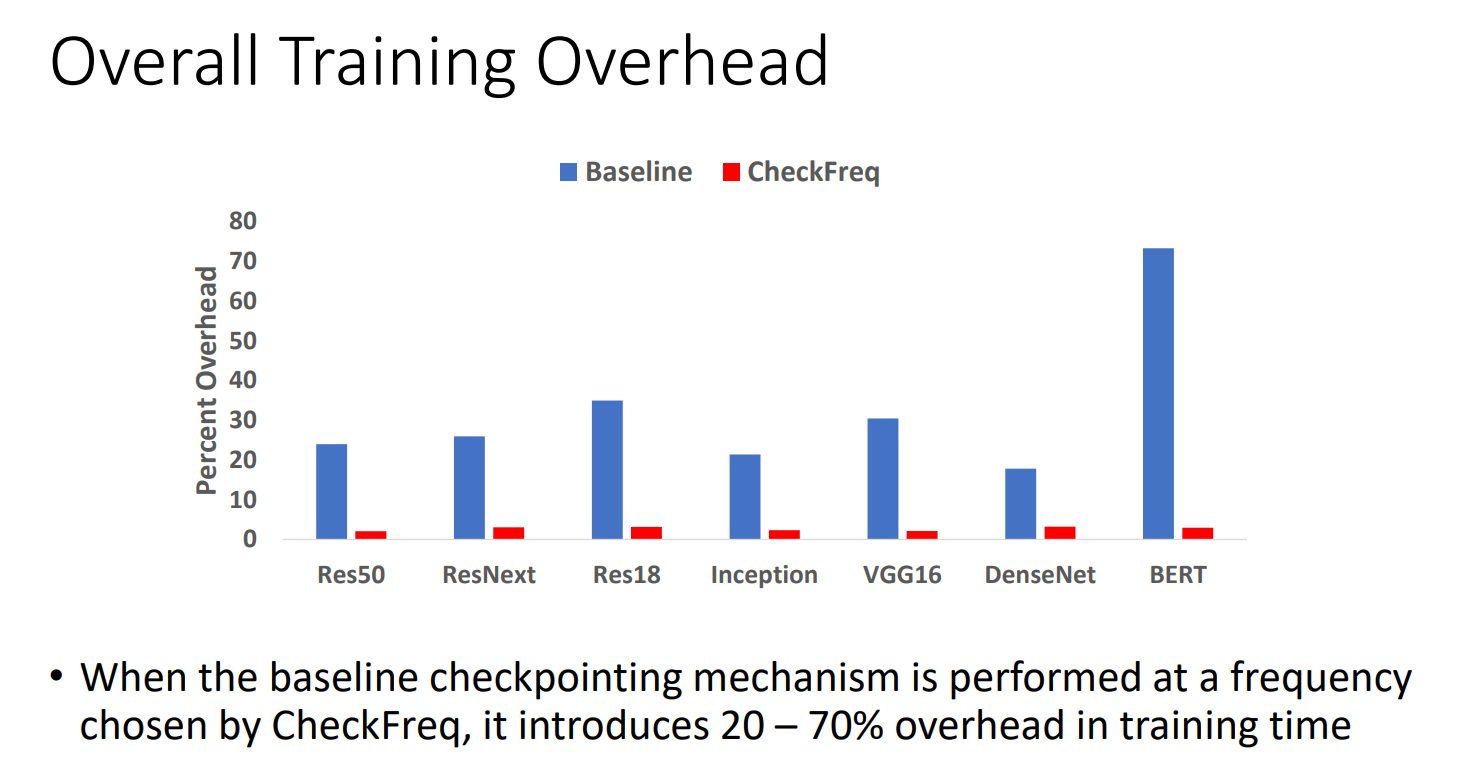 Overall Training Overhead
Baseline CheckFreq
80
70
60
50
40
30
20
10
0
Percent Overhead
Res50 ResNext Res18 Inception VGG16 DenseNet BERT
• When the baseline checkpointing mechanism is performed at a frequency
chosen by CheckFreq, it introduces 20 – 70% overhead in training time